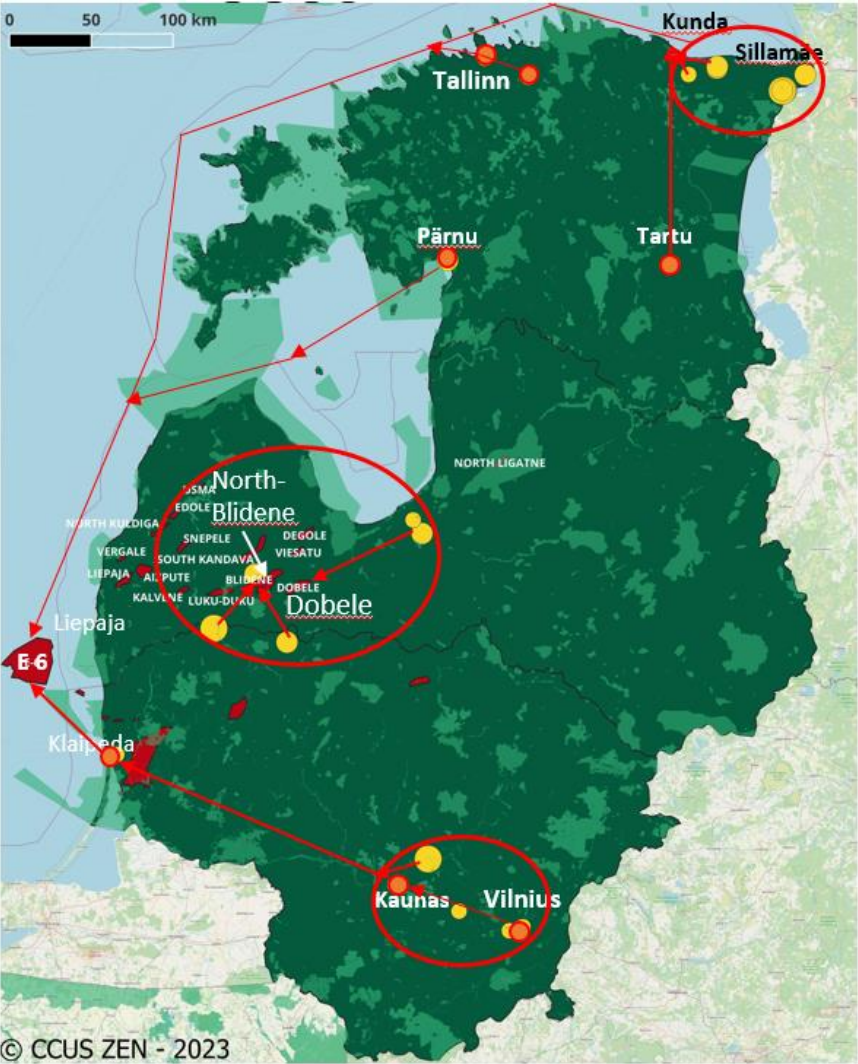 0 50 100 km
Kunda
Sillamäe
Tallinn
Pärnu
Tartu
NORTH LIGATNE
North-
Blidene
USMA
EDOLE
NORTH KULDIGA
SNEPELE
DEGOLE
VERGALE
VIESATU
SOUTH KANDAVA
LIEPAJA
AIZPUTE
BLIDENE
DOBELE
KALVENE
LUKU-DUKU
Dobele
Liepaja
E-6
Klaipeda
Kaunas
Vilnius
© CCUS ZEN - 2023